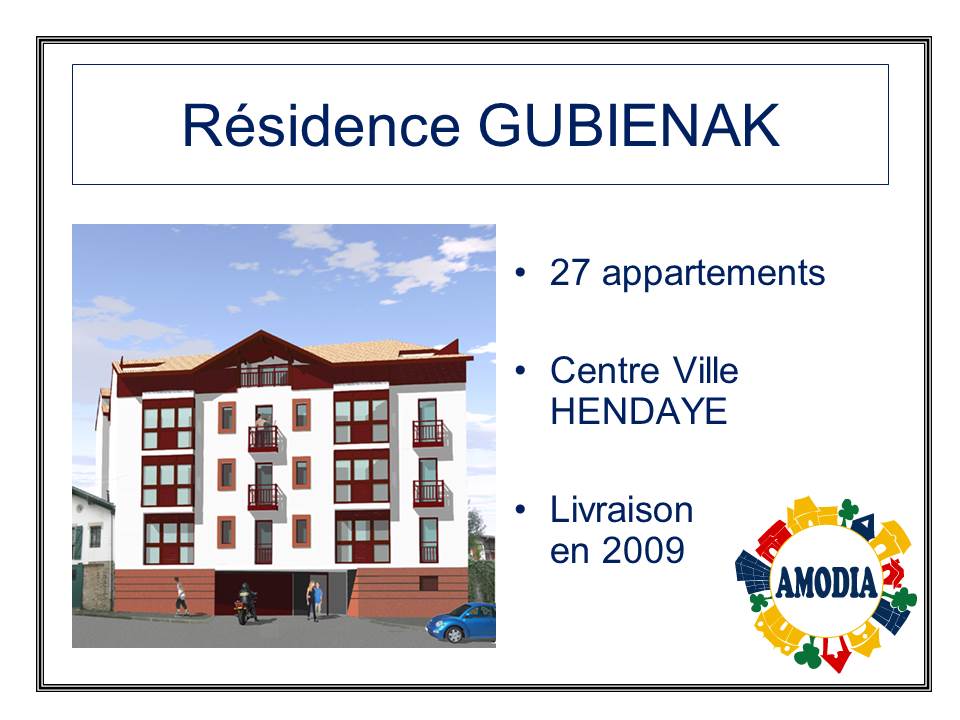 Résidence GUBIENAK
• 27 appartements
• Centre Ville
HENDAYE
• Livraison
en 2009
AMODIA